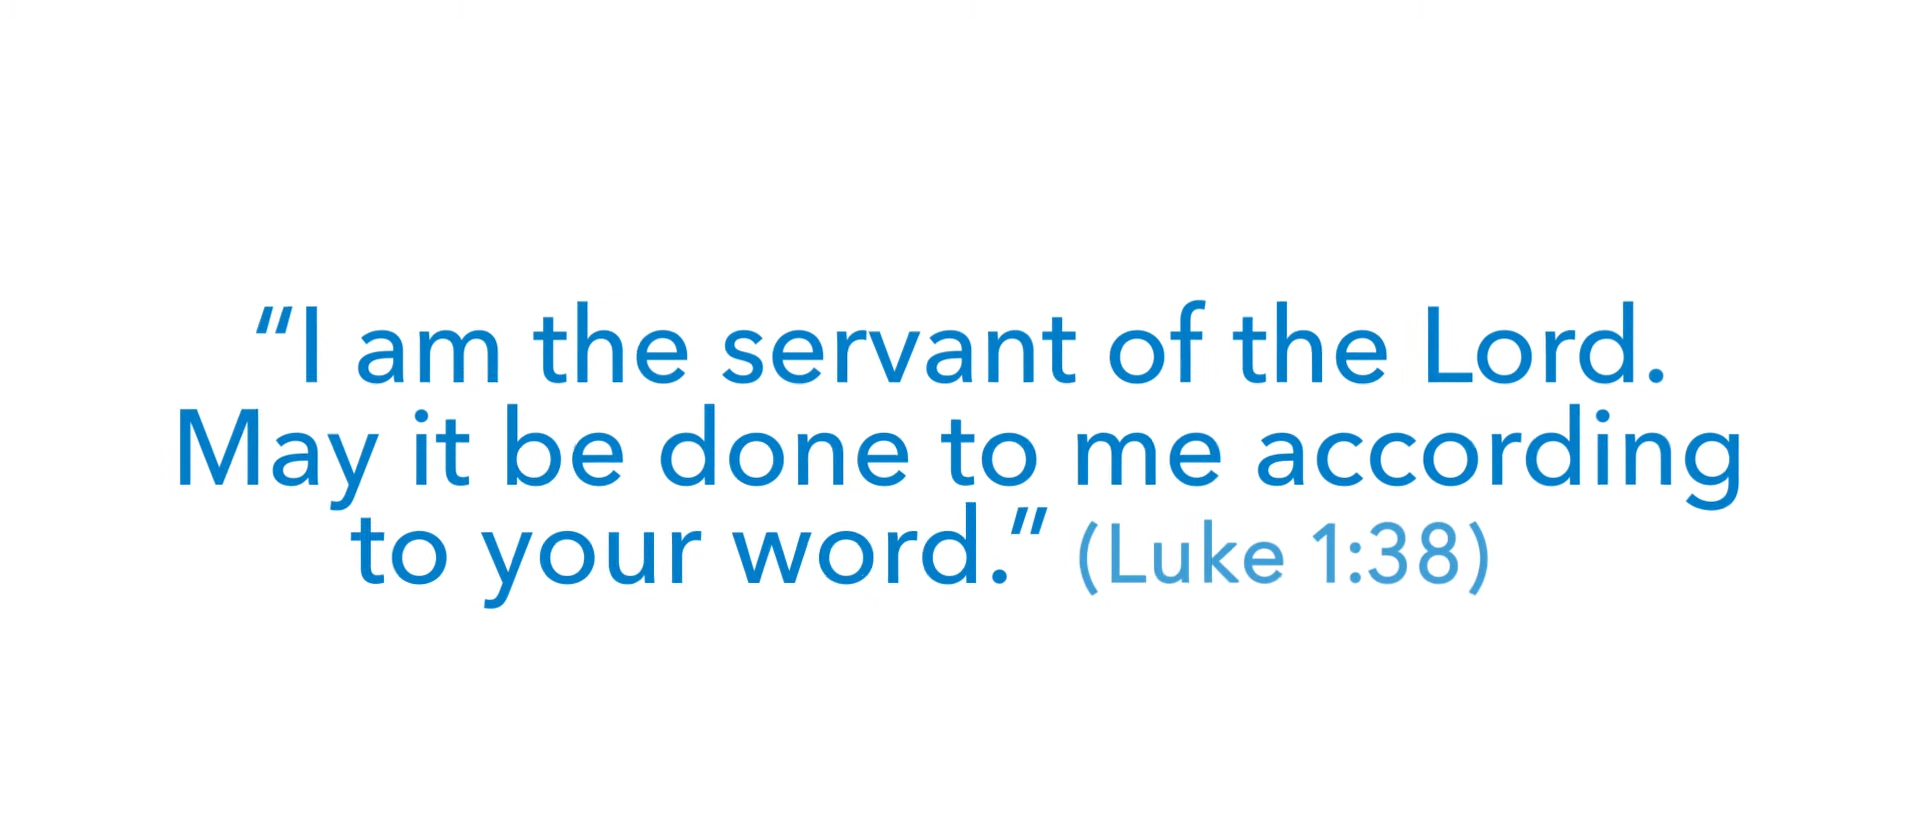 “I am the servant of the Lord.
May it be done to me according
to your word.” (Luke 1:38)